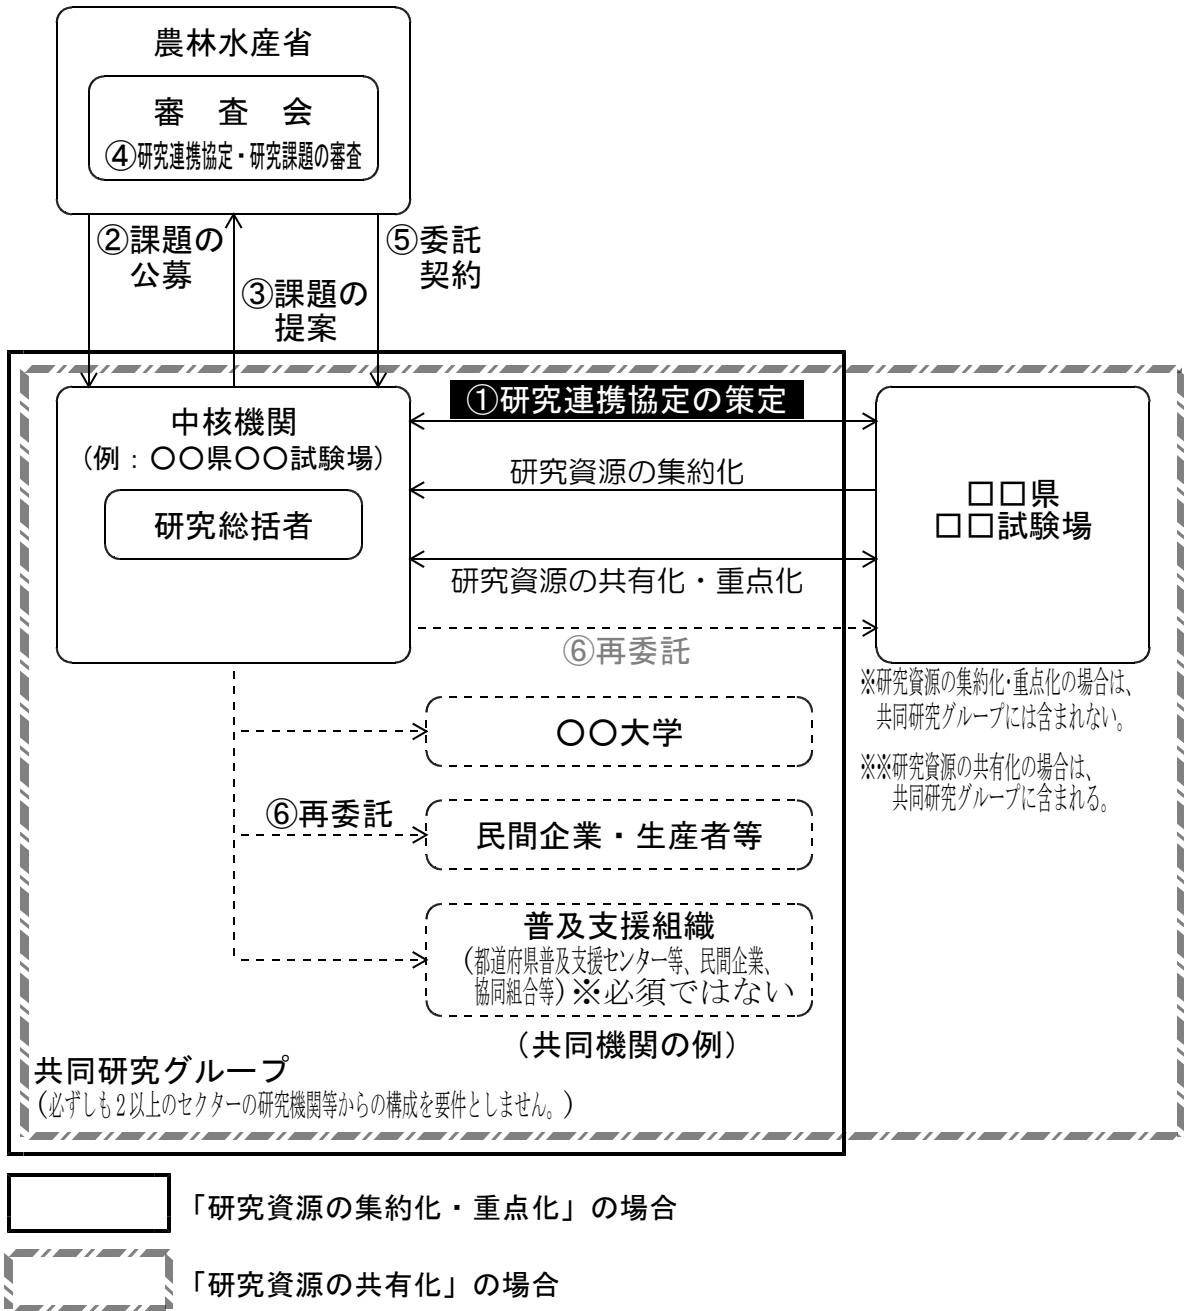 農林水産省
審　査　会
④研究連携協定・研究課題の審査
②課題の
公募
③課題の
提案
⑤委託
契約
①研究連携協定の策定
中核機関
（例：〇〇県〇〇試験場）
研究総括者
研究資源の集約化
研究資源の共有化・重点化
⑥再委託
□□県
□□試験場
※研究資源の集約化・重点化の場合は、
共同研究グループには含まれない。
※※研究資源の共有化の場合は、
共同研究グループに含まれる。
〇〇大学
⑥再委託
民間企業・生産者等
普及支援組織
（都道府県普及支援センター等、民間企業、
協同組合等）※必須ではない
（共同機関の例）
共同研究グループ
（必ずしも２以上のセクターの研究機関等からの構成を要件としません。）
「研究資源の集約化・重点化」の場合
「研究資源の共有化」の場合